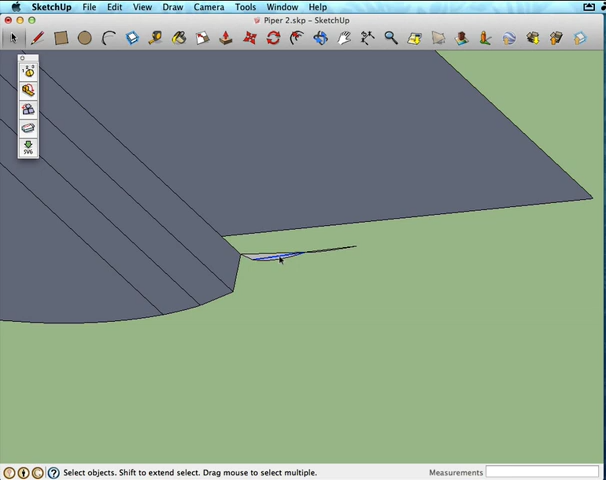 SketchUp File Edit View Draw Camera Tools Window Help
Piper 2.skp - SketchUp
SVG
Select objects. Shift to extend select. Drag mouse to select multiple. Measurements